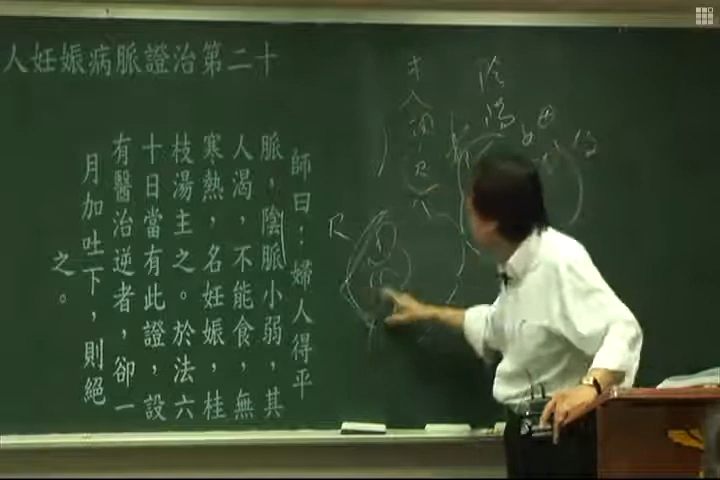 人妊娠病脈證治第二十
師曰：婦人得平
脈，陰脈小弱，其
人渴，不能食，無
寒熱，名妊娠，桂
枝湯主之。於法六
十日當有此證，設
有醫治逆者，卻一
月加吐下，則絕
之。
陰
陽